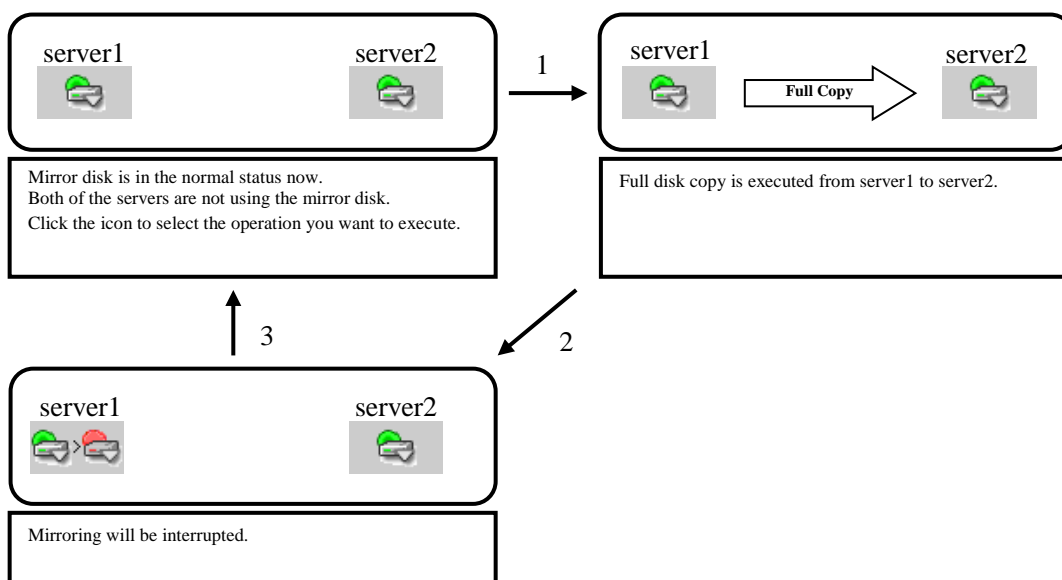 server1
server2
1
server1
server2
Full Copy
Mirror disk is in the normal status now.
Both of the servers are not using the mirror disk.
Click the icon to select the operation you want to execute.
Full disk copy is executed from server1 to server2.
3
2
server1
server2
>
Mirroring will be interrupted.